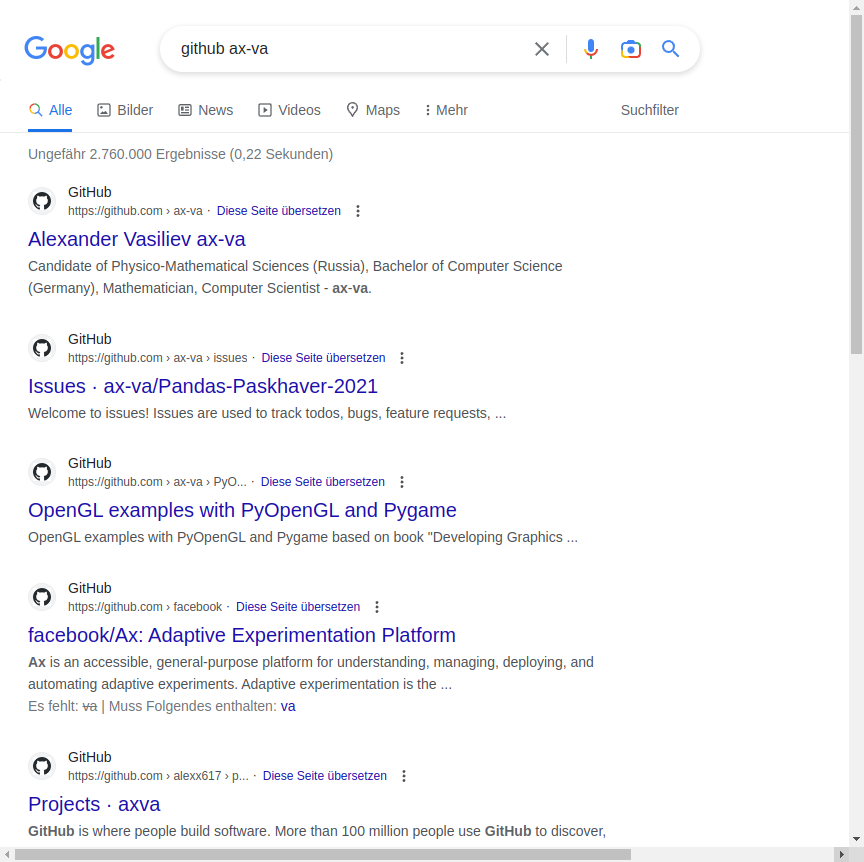 Google
github ax-va
Alle Bilder News Videos Maps Mehr Suchfilter
Ungefähr 2.760.000 Ergebnisse (0,22 Sekunden)
GitHub
https://github.com › ax-va · Diese Seite übersetzen
Alexander Vasiliev ax-va
Candidate of Physico-Mathematical Sciences (Russia), Bachelor of Computer Science
(Germany), Mathematician, Computer Scientist - ax-va.
GitHub
https://github.com › ax-va › issues · Diese Seite übersetzen
Issues · ax-va/Pandas-Paskhaver-2021
Welcome to issues! Issues are used to track todos, bugs, feature requests, ...
GitHub
https://github.com › ax-va › PyO... · Diese Seite übersetzen
OpenGL examples with PyOpenGL and Pygame
OpenGL examples with PyOpenGL and Pygame based on book "Developing Graphics ...
GitHub
https://github.com › facebook · Diese Seite übersetzen
facebook/Ax: Adaptive Experimentation Platform
Ax is an accessible, general-purpose platform for understanding, managing, deploying, and
automating adaptive experiments. Adaptive experimentation is the ...
Es fehlt: va | Muss Folgendes enthalten: va
GitHub
https://github.com › alexx617 › p... · Diese Seite übersetzen
Projects · axva
GitHub is where people build software. More than 100 million people use GitHub to discover,